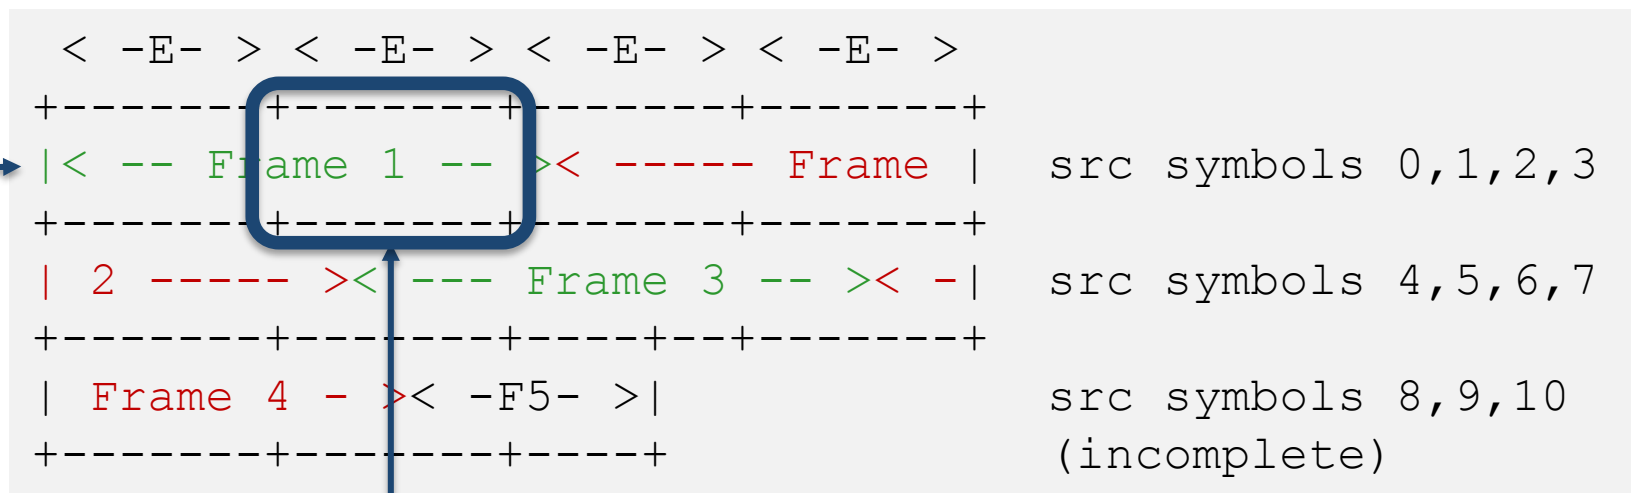 < -E- > < -E- > < -E- > < -E- >
+-------+-------+-------+-------+
|< -- Frame 1 -- >< ----- Frame |  src symbols 0,1,2,3
+-------+-------+-------+-------+
| 2 ----- >< --- Frame 3 -- >< -|  src symbols 4,5,6,7
+-------+-------+----+--+-------+
| Frame 4 - >< -F5- >|             src symbols 8,9,10
+-------+-------+----+             (incomplete)